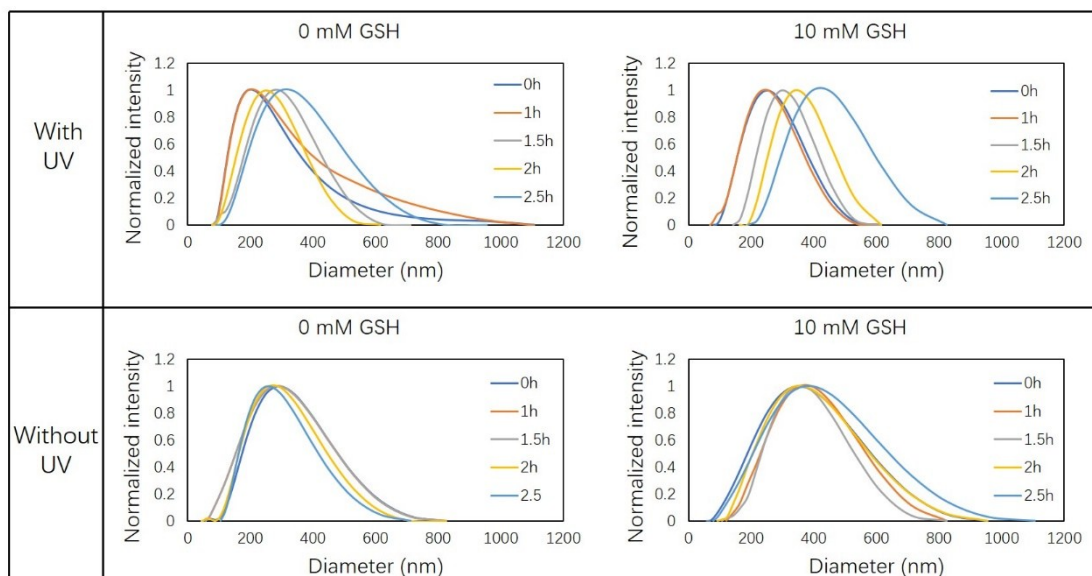 With
UV
0 mM GSH
Normalized intensity
1.2
1
0.8
0.6
0.4
0.2
0
0 200 400 600 800 1000 1200
Diameter (nm)
0h
1h
1.5h
2h
2.5h
10 mM GSH
Normalized intensity
1.2
1
0.8
0.6
0.4
0.2
0
0 200 400 600 800 1000 1200
Diameter (nm)
0h
1h
1.5h
2h
2.5h
Without
UV
0 mM GSH
Normalized intensity
1.2
1
0.8
0.6
0.4
0.2
0
0 200 400 600 800 1000 1200
Diameter (nm)
0h
1h
1.5h
2h
2.5
10 mM GSH
Normalized intensity
1.2
1
0.8
0.6
0.4
0.2
0
0 200 400 600 800 1000 1200
Diameter (nm)
0h
1h
1.5h
2h
2.5h